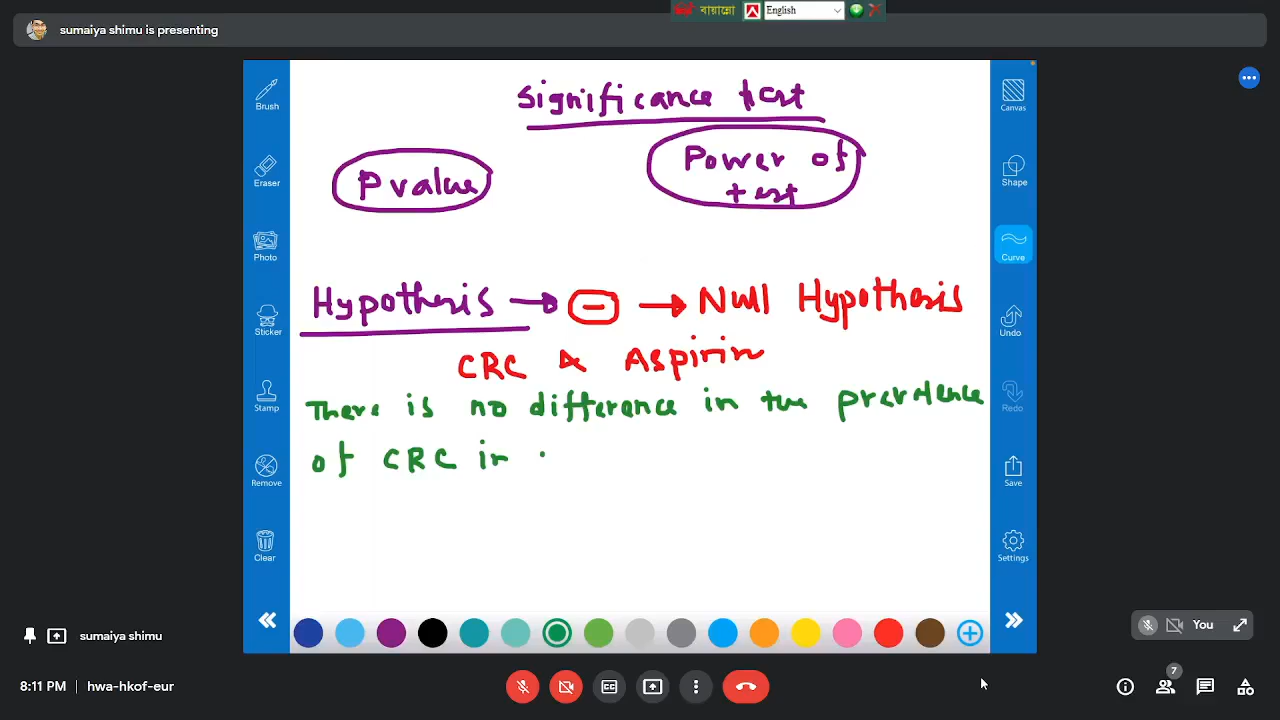 বায়ান্নো
English
sumaiya shimu is presenting
Significance test
P value
Power of
test
Hypothesis → − → Null Hypothesis
CRC & Aspirin
There is no difference in the prevalence
of CRC in
Brush
Eraser
Photo
Sticker
Stamp
Remove
Clear
Canvas
Shape
Curve
Undo
Redo
Save
Settings
sumaiya shimu
You
8:11 PM | hwa-hkof-eur
CC
7